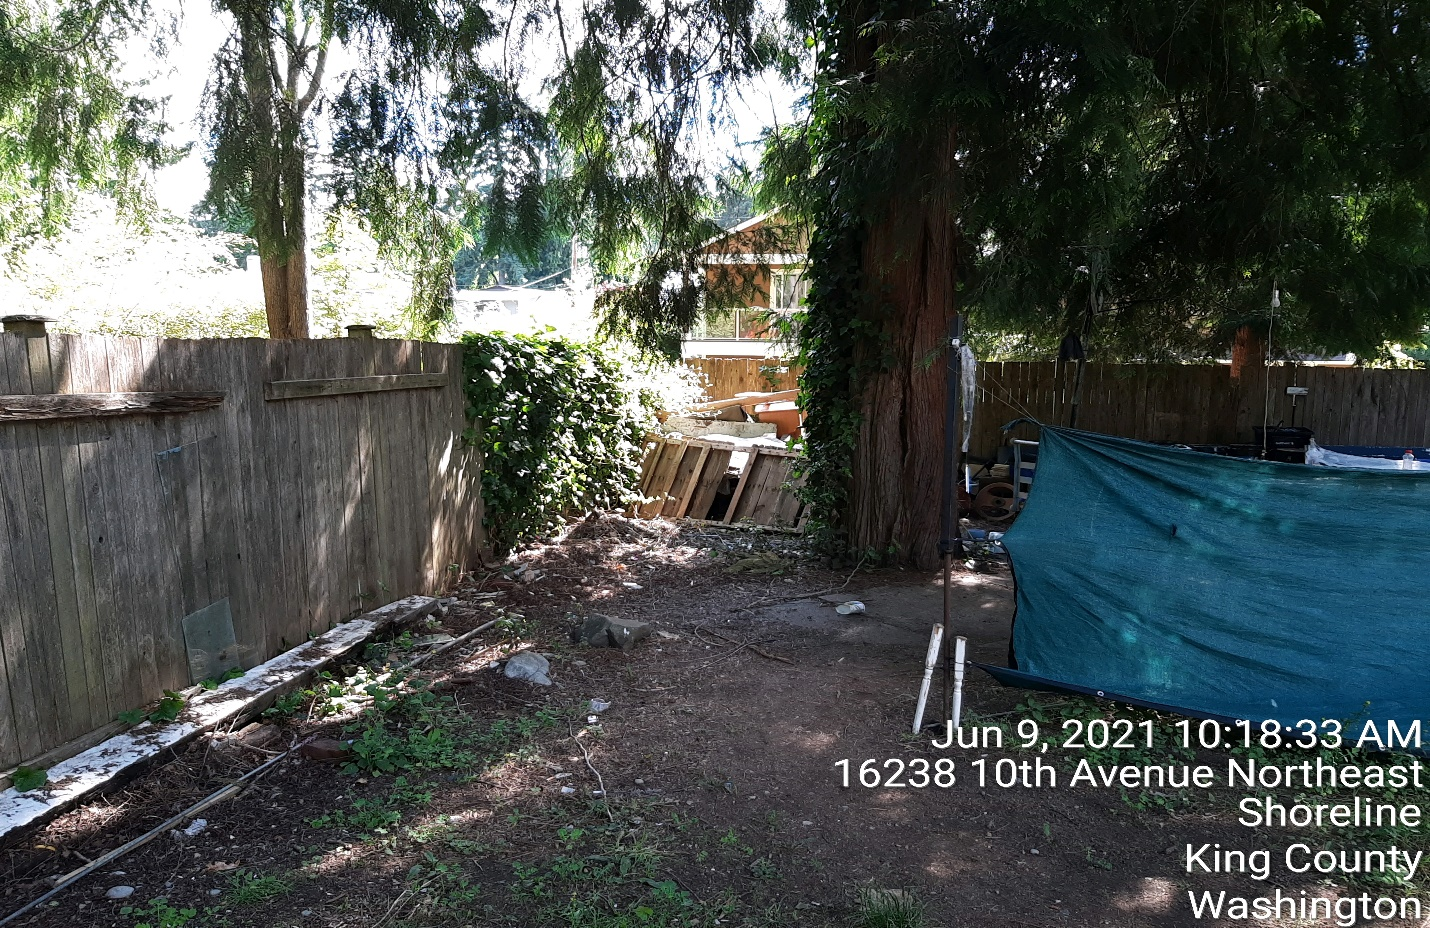 Jun 9, 2021 10:18:33 AM
16238 10th Avenue Northeast
Shoreline
King County
Washington